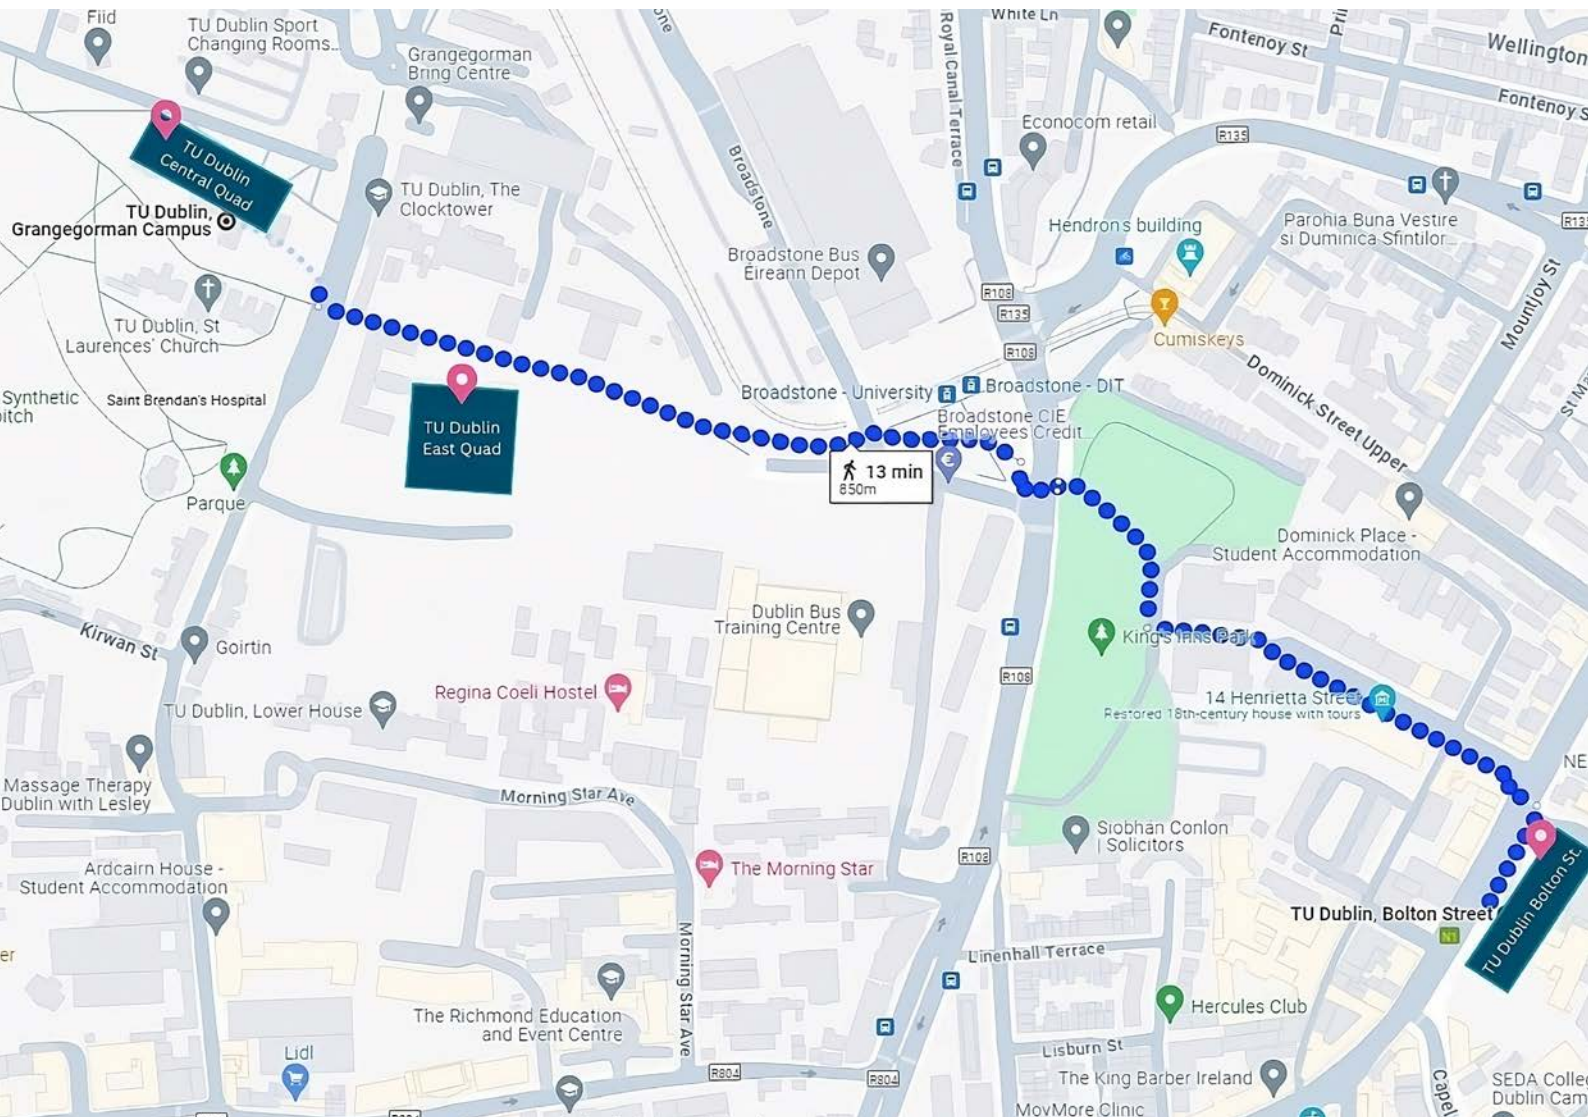 Fiid
TU Dublin Sport
Changing Rooms...
Grangegorman
Bring Centre
White Ln
Royal Canal Terrace
Fontenoy St
Wellington
Fontenoy S
Econocom retail
R135
Broadstone
TU Dublin
Central Quad
TU Dublin,
Grangegorman Campus
TU Dublin, The
Clocktower
Hendron's building
Parohia Buna Vestire
si Duminica Sfintilor...
R135
Mountjoy St
Broadstone Bus
Éireann Depot
R108
R135
R108
TU Dublin, St
Laurences' Church
Cumiskeys
Dominick Street Upper
Synthetic
pitch
Saint Brendan's Hospital
Broadstone - University
Broadstone - DIT
Broadstone CIE
Employees Credit...
TU Dublin
East Quad
13 min
850m
Parque
Dominick Place -
Student Accommodation
Kirwan St
Goirtin
Dublin Bus
Training Centre
King's Inns Park
R108
Regina Coeli Hostel
TU Dublin, Lower House
14 Henrietta Street
Restored 18th-century house with tours
NE
Massage Therapy
Dublin with Lesley
Morning Star Ave
Siobhán Conlon
| Solicitors
R108
Ardcairn House -
Student Accommodation
The Morning Star
TU Dublin, Bolton Street
N1
TU Dublin Bolton St.
er
Morning Star Ave
Linenhall Terrace
The Richmond Education
and Event Centre
Hercules Club
Lidl
Lisburn St
R804
R804
The King Barber Ireland
Capel
SEDA Colleg
Dublin Cam
MovMore Clinic